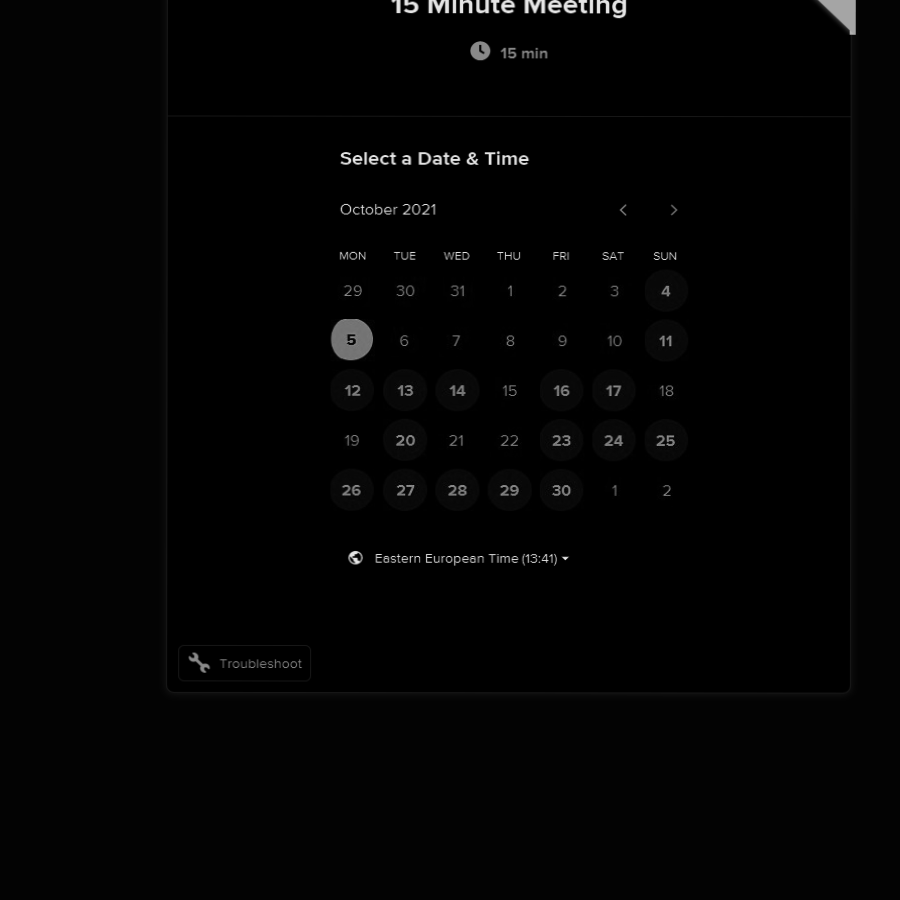 15 Minute Meeting
15 min
Select a Date & Time
October 2021
MON TUE WED THU FRI SAT SUN
29 30 31 1 2 3 4
5 6 7 8 9 10 11
12 13 14 15 16 17 18
19 20 21 22 23 24 25
26 27 28 29 30 1 2
Eastern European Time (13:41)
Troubleshoot